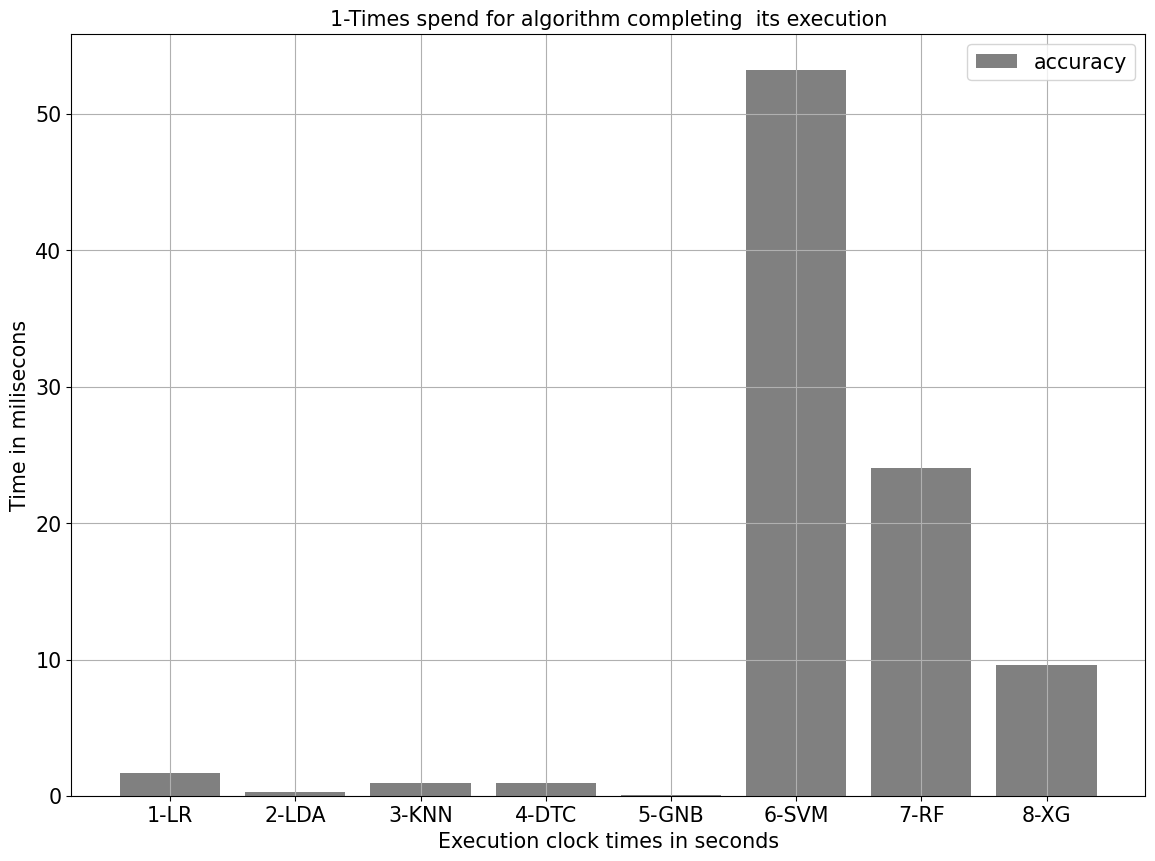 1-Times spend for algorithm completing  its execution
accuracy
Time in milisecons
50
40
30
20
10
0
1-LR 2-LDA 3-KNN 4-DTC 5-GNB 6-SVM 7-RF 8-XG
Execution clock times in seconds